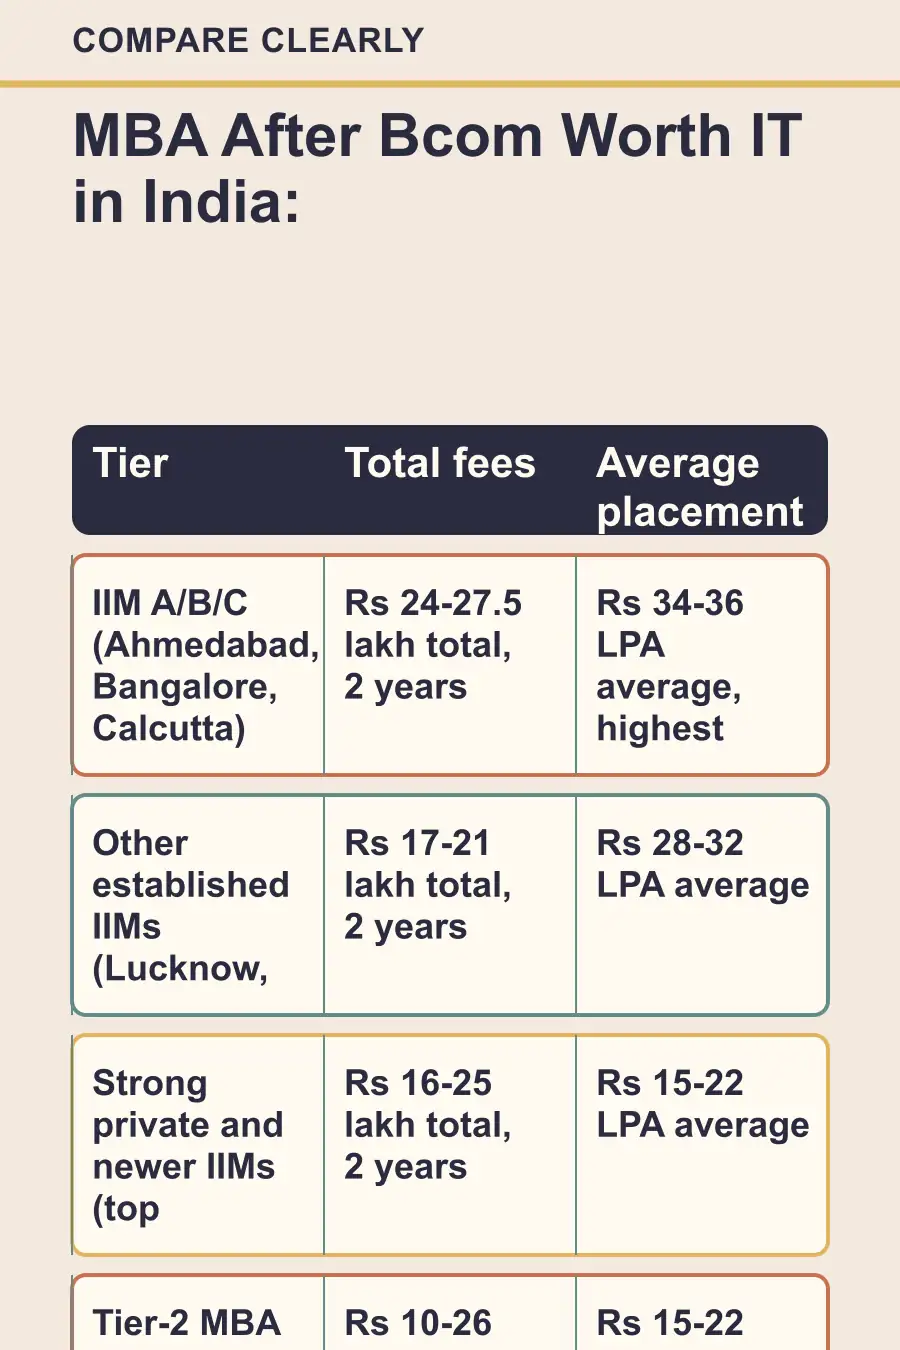 COMPARE CLEARLY
MBA After Bcom Worth IT
in India:
Tier
Total fees
Average
placement
IIM A/B/C
(Ahmedabad,
Bangalore,
Calcutta)
Rs 24-27.5
lakh total,
2 years
Rs 34-36
LPA
average,
highest
Other
established
IIMs
(Lucknow,
Rs 17-21
lakh total,
2 years
Rs 28-32
LPA average
Strong
private and
newer IIMs
(top
Rs 16-25
lakh total,
2 years
Rs 15-22
LPA average
Tier-2 MBA
Rs 10-26
Rs 15-22